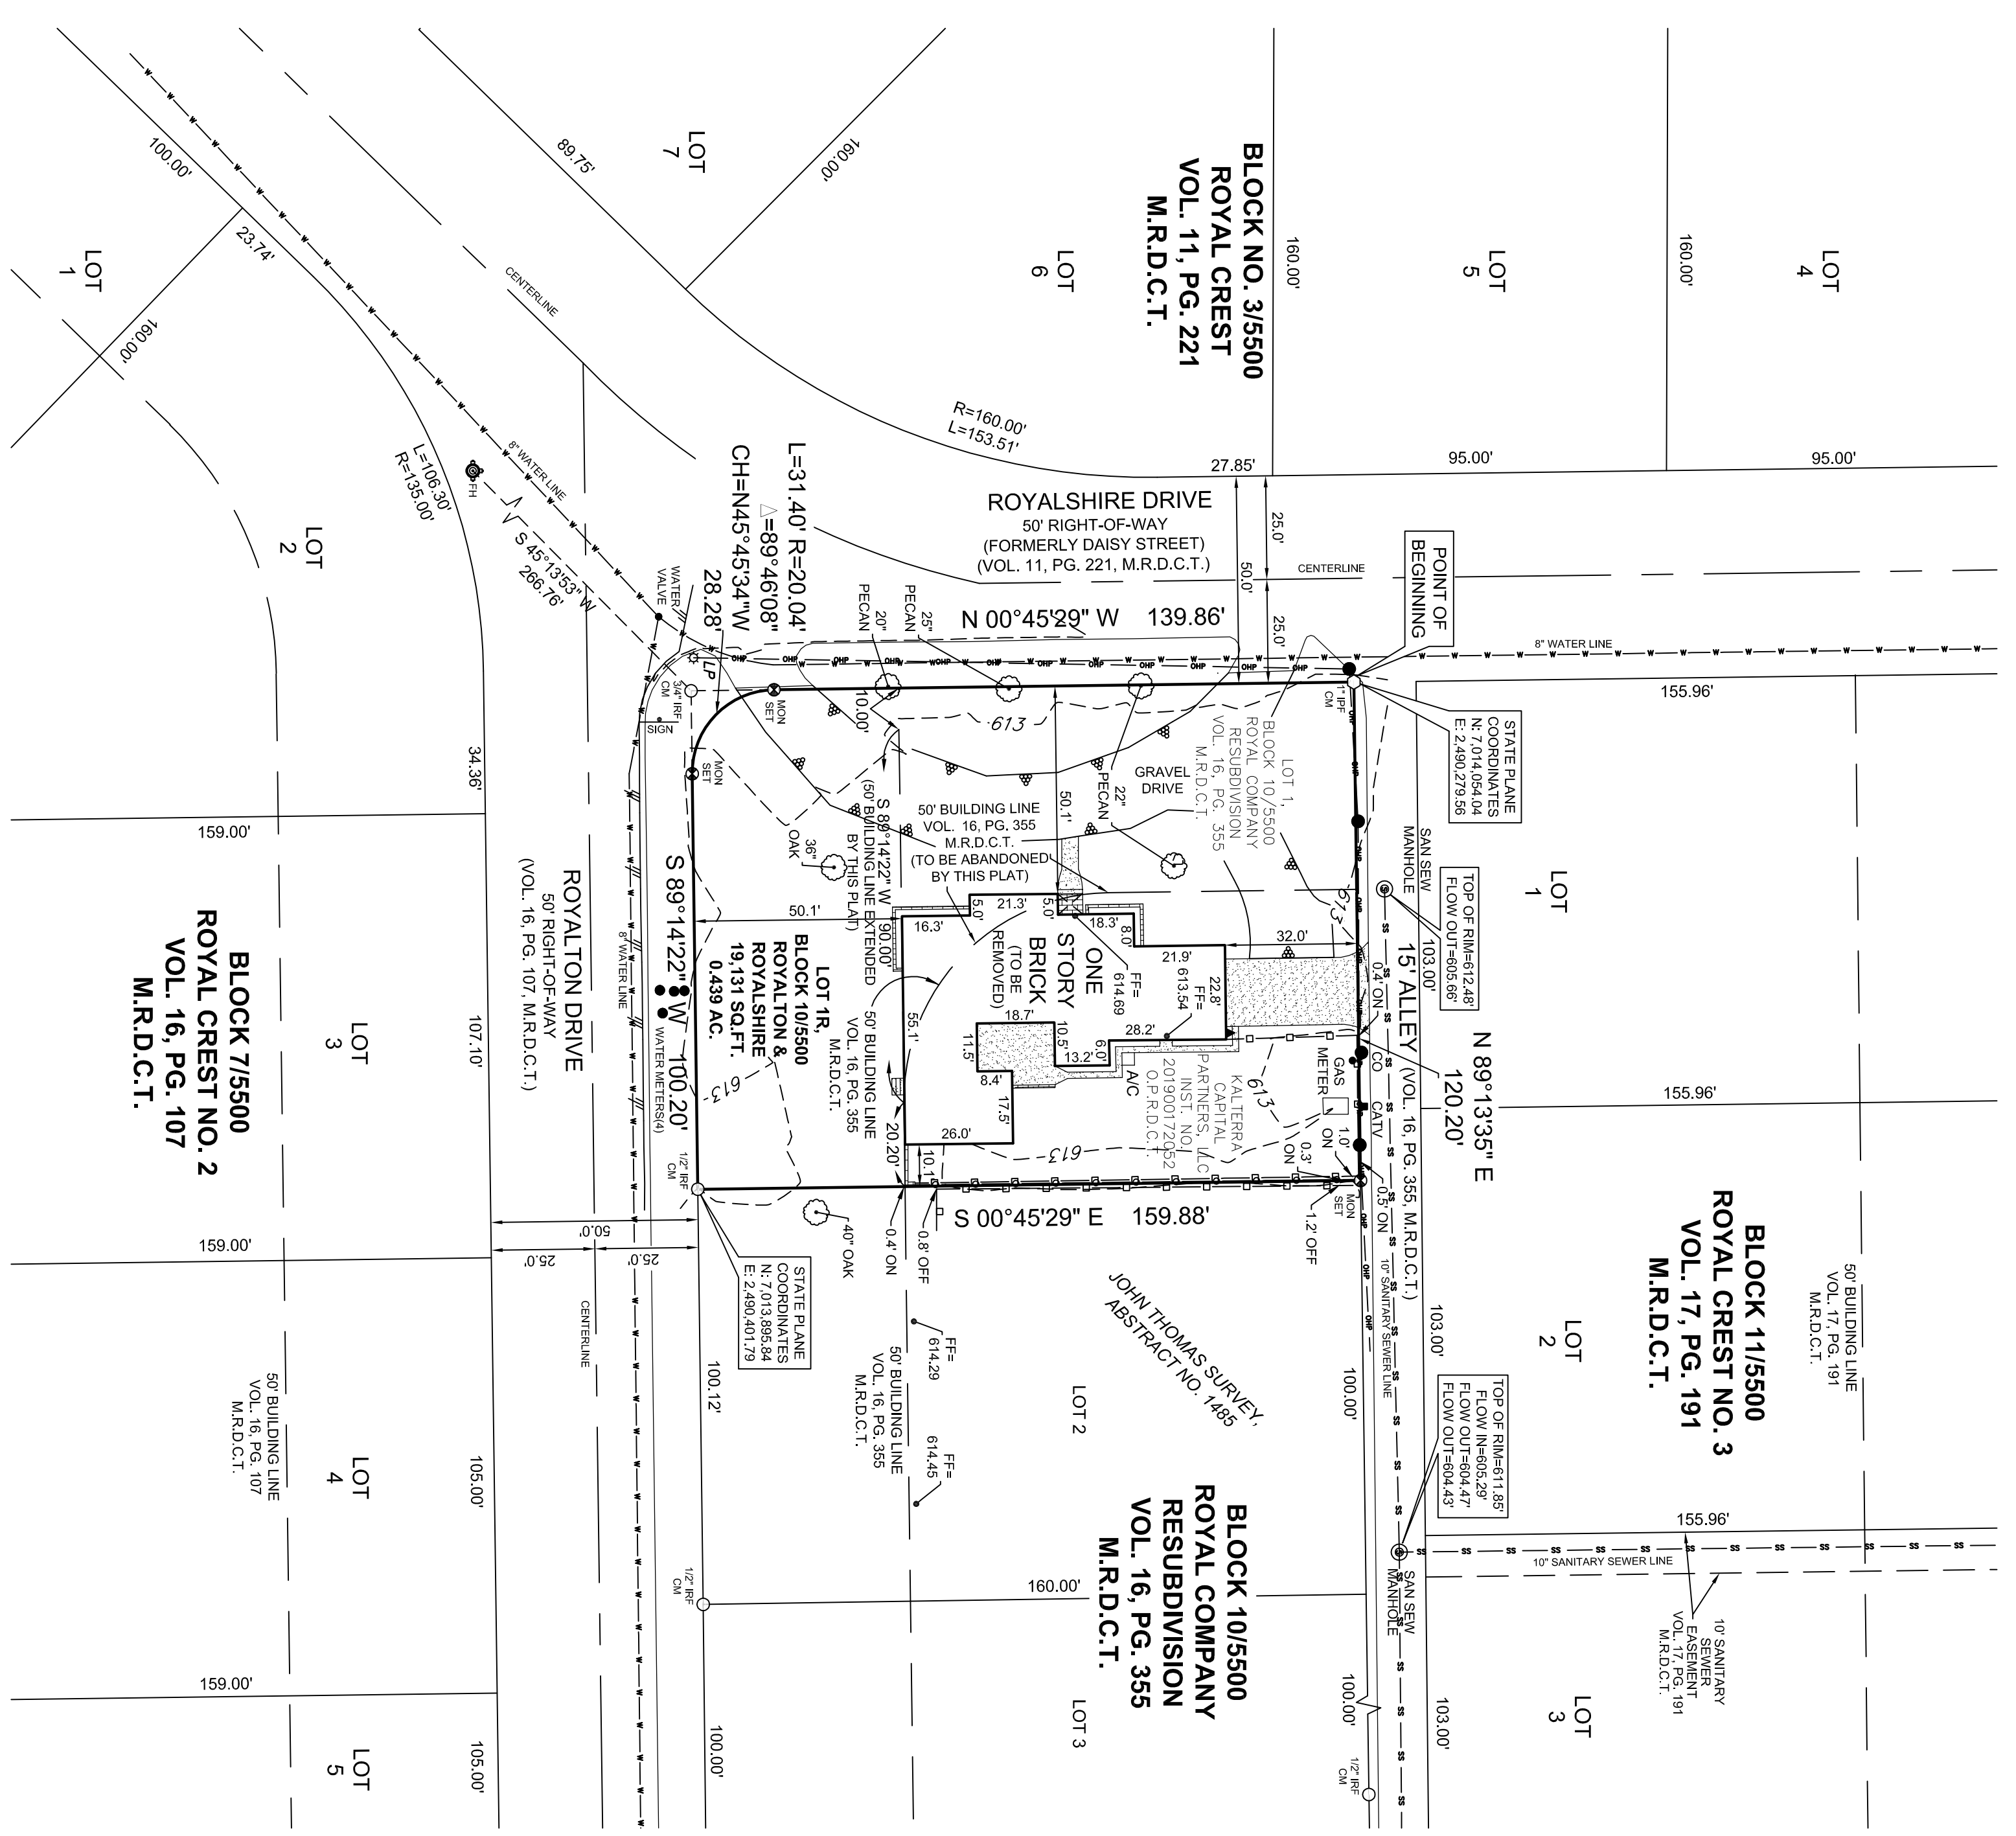 LOT
7
89.75'
160.00'
100.00'
23.74'
LOT
1
160.00'
CENTERLINE
BLOCK NO. 3/5500
ROYAL CREST
VOL. 11, PG. 221
M.R.D.C.T.
LOT
6
160.00'
LOT
5
160.00'
LOT
4
R=160.00'
L=153.51'
27.85'
95.00'
95.00'
8" WATER LINE
L=106.30'
R=135.00'
FH
S 45°13'53" W
266.76'
LOT
2
L=31.40' R=20.04'
△=89°46'08"
CH=N45°45'34"W
28.28'
ROYALSHIRE DRIVE
50' RIGHT-OF-WAY
(FORMERLY DAISY STREET)
(VOL. 11, PG. 221, M.R.D.C.T.)
25.0'
50.0'
25.0'
CENTERLINE
POINT OF
BEGINNING
WATER
VALVE
20"
PECAN
25"
PECAN
N 00°45'29" W 139.86'
8" WATER LINE
LP
3/4" IRF
CM
MON
SET
10.00'
SIGN
MON
SET
613
1" IPF
CM
155.96'
STATE PLANE
COORDINATES
N: 7,014,054.04
E: 2,490,279.56
LOT 1,
BLOCK 10/5500
ROYAL COMPANY
RESUBDIVISION
VOL. 16, PG. 355
M.R.D.C.T.
GRAVEL
DRIVE
22"
PECAN
50.1'
50' BUILDING LINE
VOL. 16, PG. 355
M.R.D.C.T.
(TO BE ABANDONED
BY THIS PLAT)
36"
OAK
S 89°14'22" W 90.00'
(50' BUILDING LINE EXTENDED
BY THIS PLAT)
34.36'
159.00'
SAN SEW
MANHOLE
TOP OF RIM=612.48'
FLOW OUT=605.66'
LOT
1
613
103.00'
15' ALLEY (VOL. 16, PG. 355, M.R.D.C.T.)
ROYALTON DRIVE
50' RIGHT-OF-WAY
(VOL. 16, PG. 107, M.R.D.C.T.)
8" WATER LINE
S 89°14'22" W 100.20'
50.1'
LOT 1R,
BLOCK 10/5500
ROYALTON &
ROYALSHIRE
19,131 SQ.FT.
0.439 AC.
16.3'
5.0'
21.3'
5.0'
18.3'
8.0'
21.9'
22.8'
32.0'
ONE
STORY
BRICK
(TO BE
REMOVED)
FF=
614.69
FF=
613.54
55.1'
18.7'
11.5'
10.5'
13.2'
6.0'
28.2'
8.4'
17.5'
26.0'
10.1'
20.20'
50' BUILDING LINE
VOL. 16, PG. 355
M.R.D.C.T.
613
A/C
KALTERRA
CAPITAL
PARTNERS, LLC
INST. NO.
201900172052
O.P.R.D.C.T.
613
613
GAS
METER
CO
CATV
0.4' ON
1.0'
ON
0.3'
ON
0.5' ON
1.2' OFF
MON
SET
N 89°13'35" E
120.20'
BLOCK 7/5500
ROYAL CREST NO. 2
VOL. 16, PG. 107
M.R.D.C.T.
LOT
3
107.10'
WATER METERS(4)
1/2" IRF
CM
S 00°45'29" E 159.88'
0.8' OFF
0.4' ON
40" OAK
155.96'
159.00'
50.0'
25.0'
25.0'
CENTERLINE
STATE PLANE
COORDINATES
N: 7,013,895.84
E: 2,490,401.79
FF=
614.29
FF=
614.45
50' BUILDING LINE
VOL. 16, PG. 355
M.R.D.C.T.
JOHN THOMAS SURVEY,
ABSTRACT NO. 1485
10" SANITARY SEWER LINE
103.00'
LOT
2
BLOCK 11/5500
ROYAL CREST NO. 3
VOL. 17, PG. 191
M.R.D.C.T.
50' BUILDING LINE
VOL. 17, PG. 191
M.R.D.C.T.
100.12'
LOT 2
100.00'
TOP OF RIM=611.85'
FLOW IN=605.29'
FLOW OUT=604.47'
FLOW OUT=604.43'
50' BUILDING LINE
VOL. 16, PG. 107
M.R.D.C.T.
LOT
4
105.00'
BLOCK 10/5500
ROYAL COMPANY
RESUBDIVISION
VOL. 16, PG. 355
M.R.D.C.T.
155.96'
10" SANITARY SEWER LINE
SAN SEW
MANHOLE
1/2" IRF
CM
160.00'
10' SANITARY
SEWER
EASEMENT
VOL. 17, PG. 191
M.R.D.C.T.
159.00'
LOT
5
105.00'
100.00'
LOT 3
100.00'
1/2" IRF
CM
103.00'
LOT
3